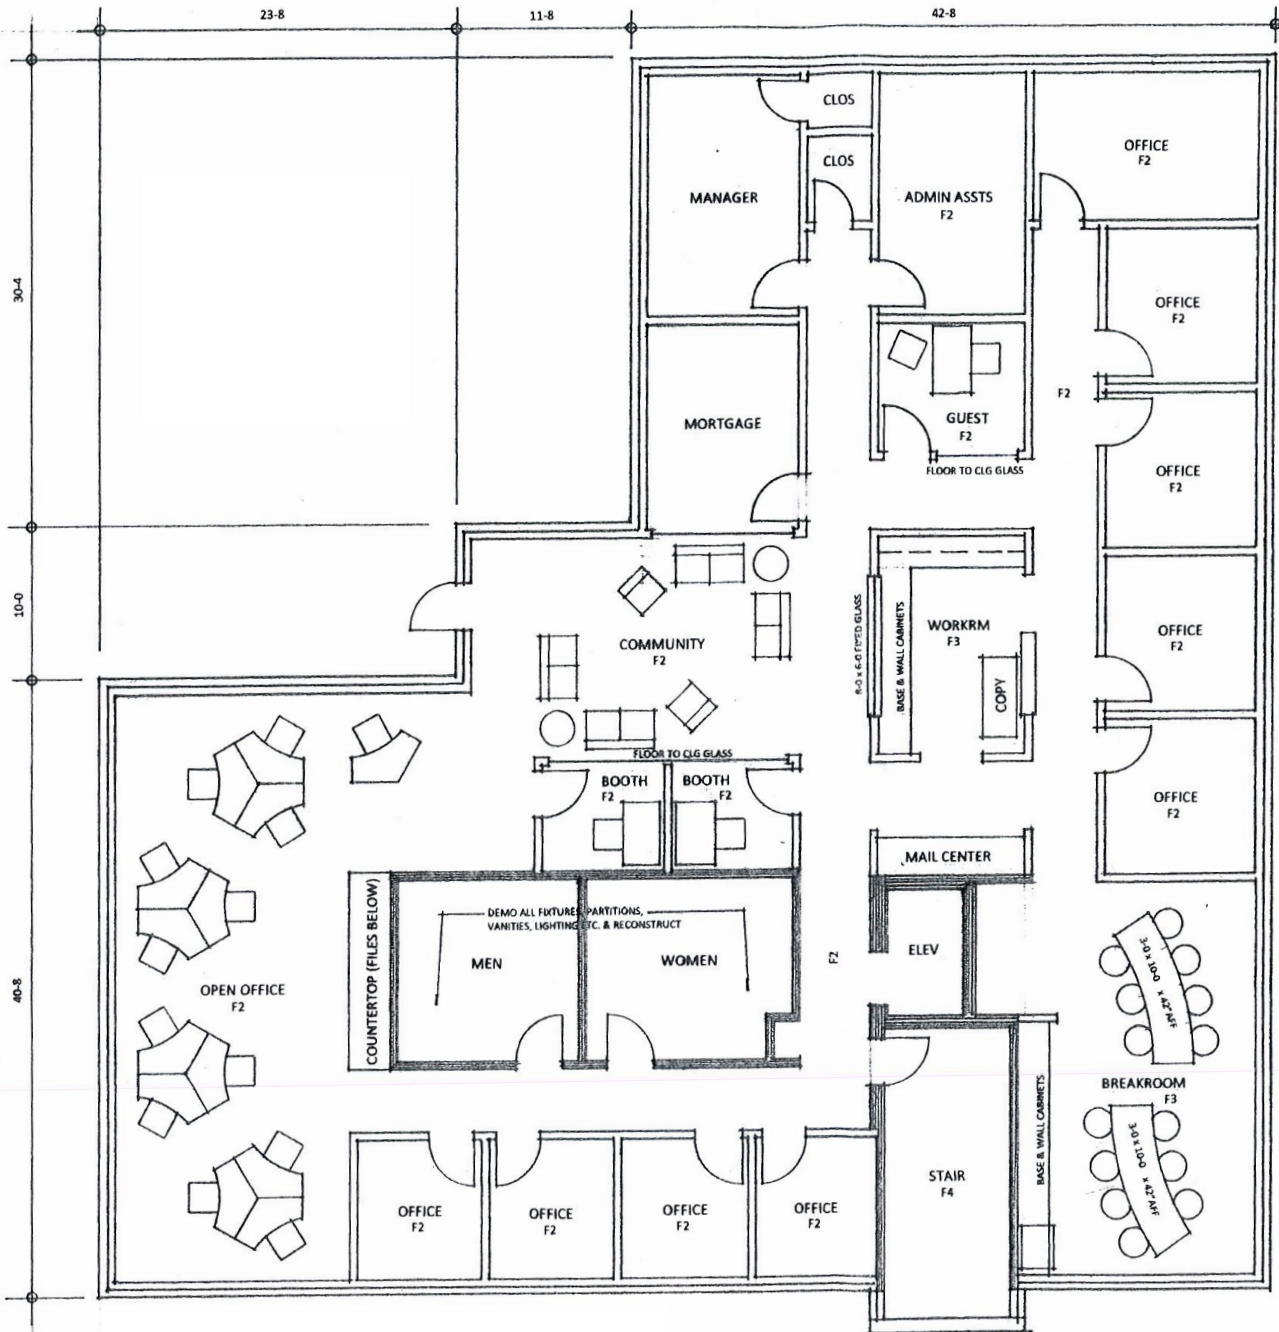 23-8
11-8
42-8
CLOS
CLOS
OFFICE
F2
MANAGER
ADMIN ASSTS
F2
30-4
OFFICE
F2
F2
MORTGAGE
GUEST
F2
FLOOR TO CLG GLASS
OFFICE
F2
10-0
COMMUNITY
F2
BASE & WALL CABINETS
WORKRM
F3
COPY
OFFICE
F2
FLOOR TO CLG GLASS
BOOTH
F2
BOOTH
F2
OFFICE
F2
MAIL CENTER
COUNTERTOP (FILES BELOW)
DEMO ALL FIXTURES, PARTITIONS,
VANITIES, LIGHTING ETC. & RECONSTRUCT
MEN
WOMEN
F2
ELEV
40-8
OPEN OFFICE
F2
3-0 x 10-0 x 42" AFF
BREAKROOM
F3
BASE & WALL CABINETS
3-0 x 10-0 x 42" AFF
STAIR
F4
OFFICE
F2
OFFICE
F2
OFFICE
F2
OFFICE
F2